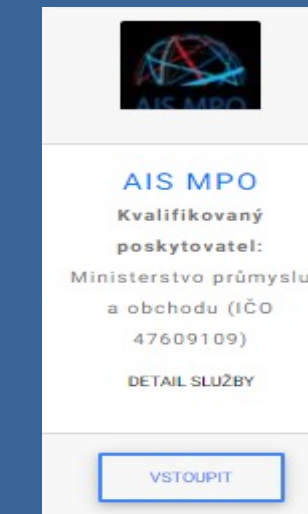 AIS MPO
AIS MPO
Kvalifikovaný
poskytovatel:
Ministerstvo průmyslu
a obchodu (IČO
47609109)
DETAIL SLUŽBY
VSTOUPIT